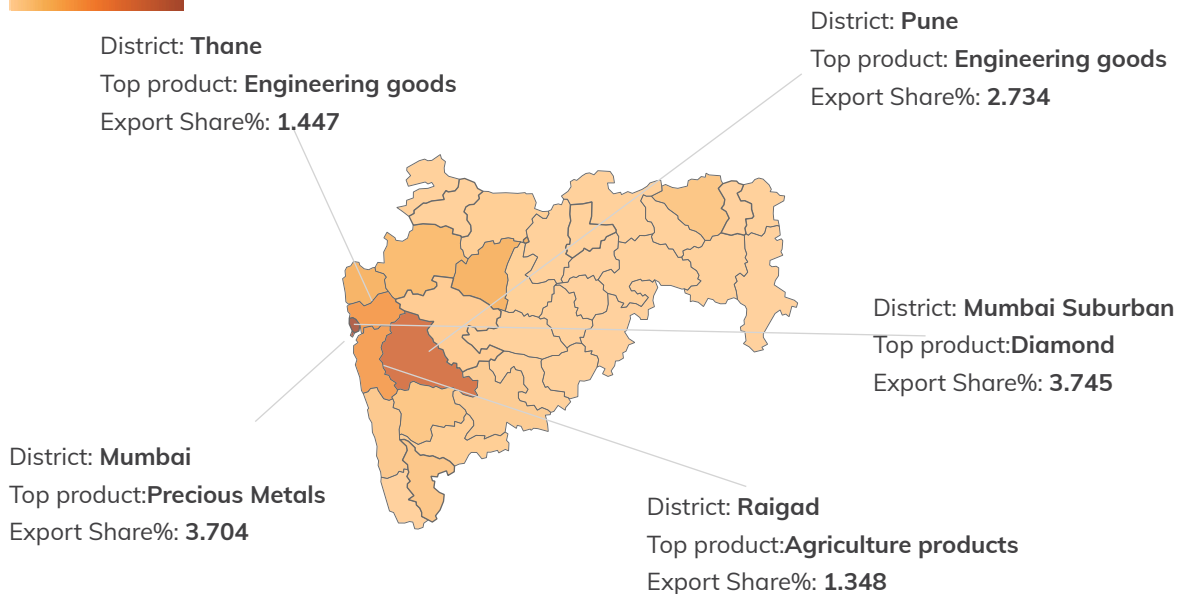 District: Thane
Top product: Engineering goods
Export Share%: 1.447
District: Pune
Top product: Engineering goods
Export Share%: 2.734
District: Mumbai Suburban
Top product:Diamond
Export Share%: 3.745
District: Mumbai
Top product:Precious Metals
Export Share%: 3.704
District: Raigad
Top product:Agriculture products
Export Share%: 1.348